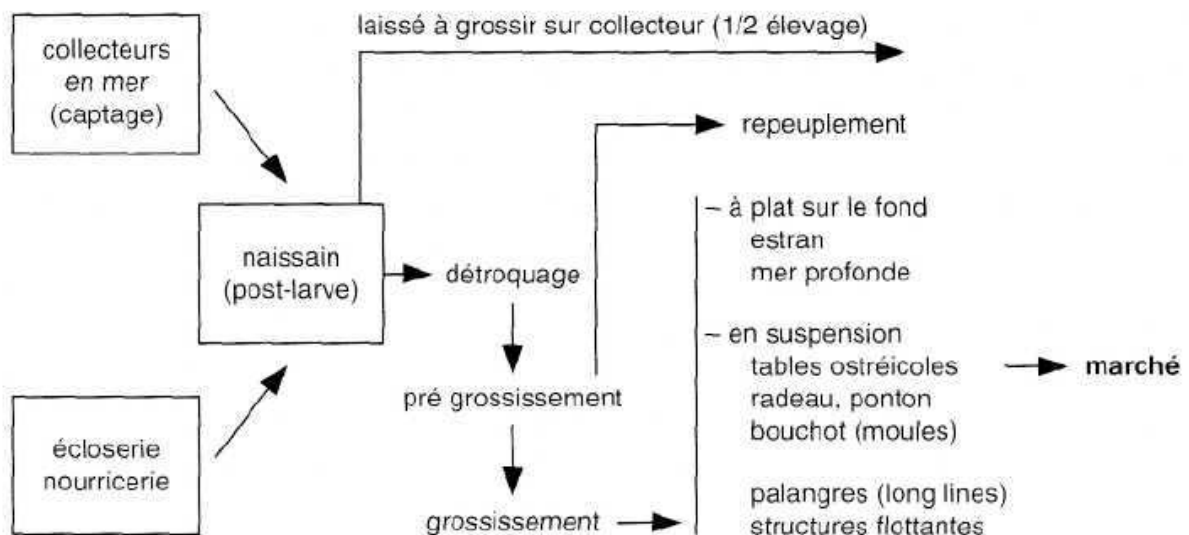 collecteurs
en mer
(captage)
laissé à grossir sur collecteur (1/2 élevage)
repeuplement
naissain
(post-larve)
détroquage
– à plat sur le fond
estran
mer profonde
– en suspension
tables ostréicoles
radeau, ponton
bouchot (moules)
marché
pré grossissement
écloserie
nourricerie
palangres (long lines)
structures flottantes
grossissement